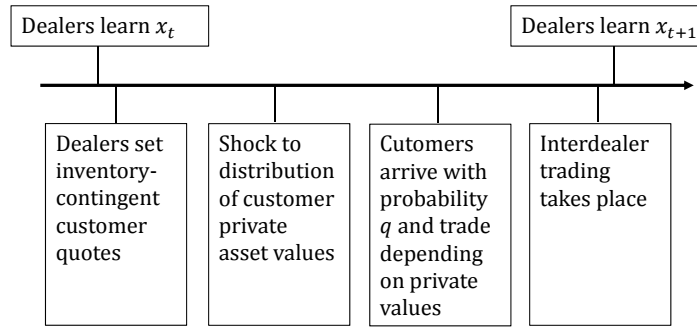 Dealers learn x_t
Dealers learn x_{t+1}
Dealers set
inventory-
contingent
customer
quotes
Shock to
distribution
of customer
private
asset values
Cutomers
arrive with
probability
q and trade
depending
on private
values
Interdealer
trading
takes place